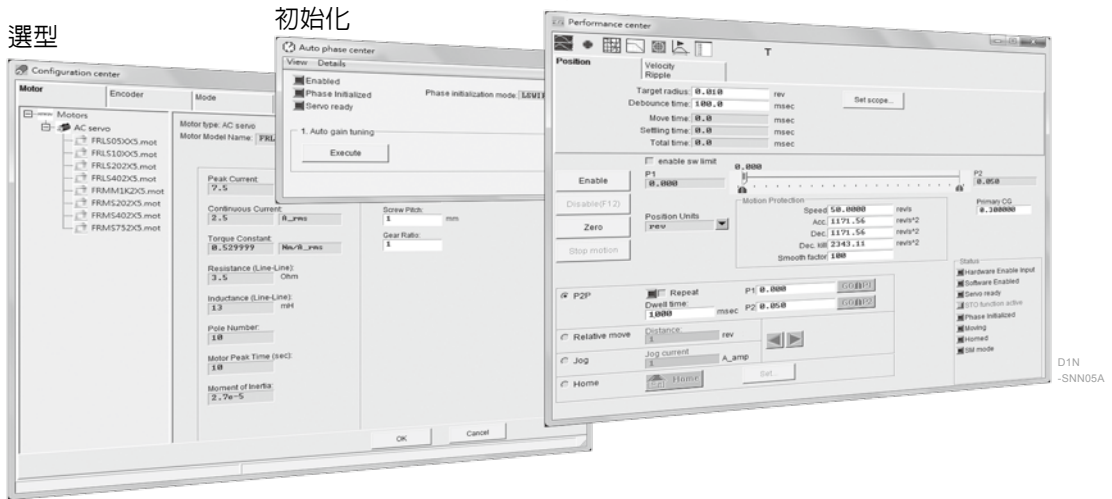 選型
Configuration center
Motor
Encoder
Mode
Motors
AC servo
FRLS05XX5.mot
FRLS10XX5.mot
FRLS202X5.mot
FRLS402X5.mot
FRMM1K2X5.mot
FRMS202X5.mot
FRMS402X5.mot
FRMS752X5.mot
Motor type: AC servo
Motor Model Name: FRL
Peak Current
7.5
Continuous Current
2.5 A_rms
Torque Constant
0.529999 Nm/A_rms
Resistance (Line-Line):
3.5 Ohm
Inductance (Line-Line):
13 mH
Pole Number:
10
Motor Peak Time (sec):
10
Moment of Inertia:
2.7e-5
Screw Pitch:
1 mm
Gear Ratio:
1
OK
Cancel
初始化
Auto phase center
View Details
Enabled
Phase Initialized
Servo ready
Phase initialization mode:
1. Auto gain tuning
Execute
Performance center
T
Position
Velocity
Ripple
Target radius: 0.010 rev
Debounce time: 100.0 msec
Move time: 0.0 msec
Settling time: 0.0 msec
Total time: 0.0 msec
Set scope...
enable sw limit
0.000
Enable
Disable(F12)
Zero
Stop motion
P1
0.000
P2
0.050
Position Units
rev
Motion Protection
Speed 50.0000 rev/s
Acc. 1171.56 rev/s^2
Dec. 1171.56 rev/s^2
Dec. kill 2343.11 rev/s^2
Smooth factor 100
Primary CG
0.300000
P2P
Repeat
Dwell time:
1000 msec
P1 0.000
P2 0.050
Relative move
Distance:
1 rev
Jog
Jog current
1 A_amp
Home
Home
Set...
Status
Hardware Enable Input
Software Enabled
Servo ready
STO function active
Phase Initialized
Moving
Homed
SM mode
D1N
-SNN05A